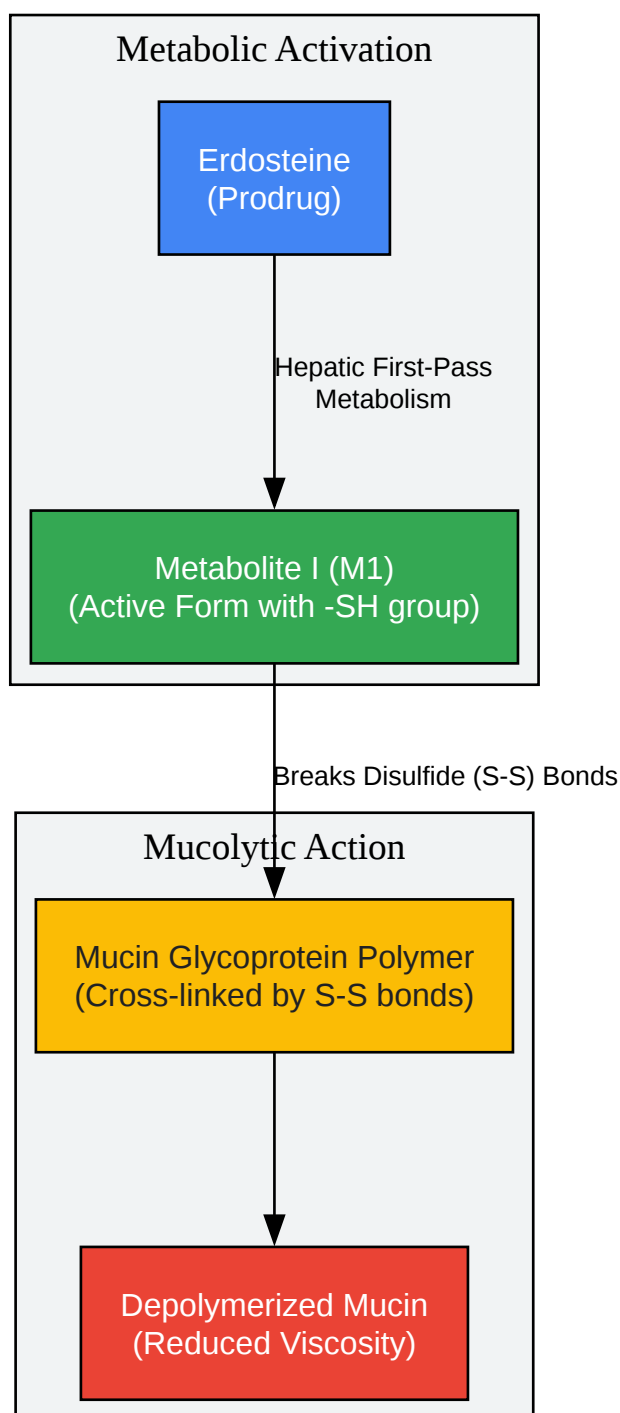 Metabolic Activation
Erdosteine
(Prodrug)
Hepatic First-Pass
Metabolism
Metabolite I (M1)
(Active Form with -SH group)
Breaks Disulfide (S-S) Bonds
Mucolytic Action
Mucin Glycoprotein Polymer
(Cross-linked by S-S bonds)
Depolymerized Mucin
(Reduced Viscosity)